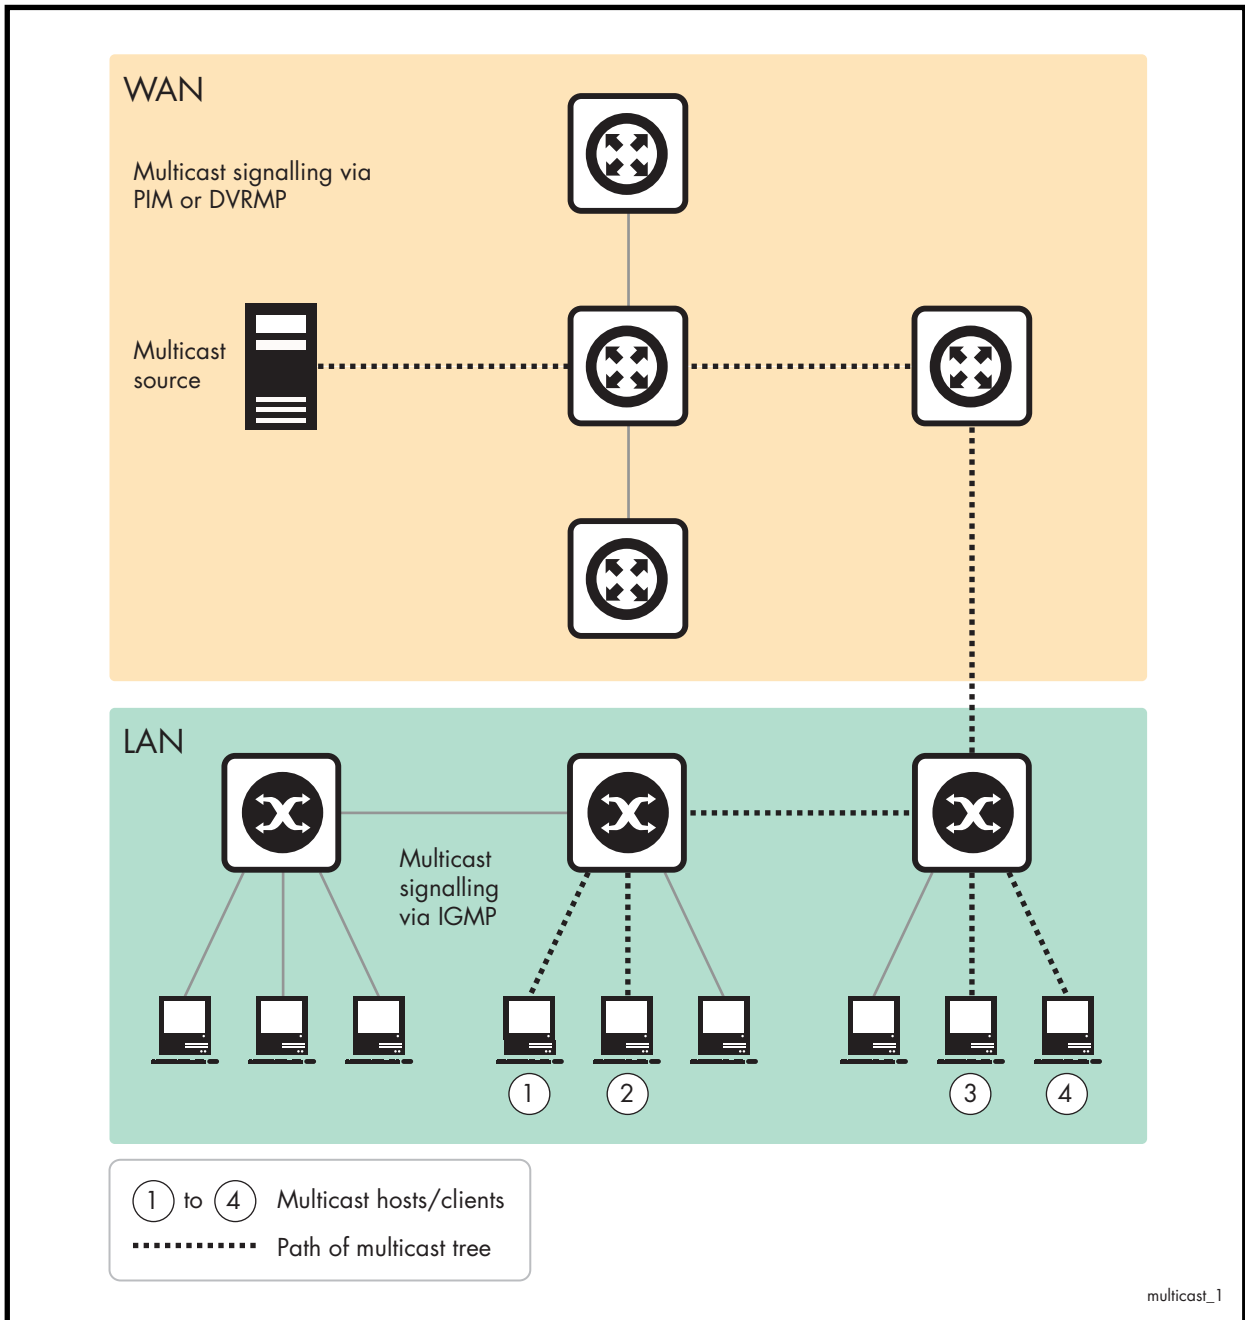 WAN
Multicast signalling via
PIM or DVRMP
Multicast
source
LAN
Multicast
signalling
via IGMP
1
2
3
4
1 to 4 Multicast hosts/clients
Path of multicast tree
multicast_1